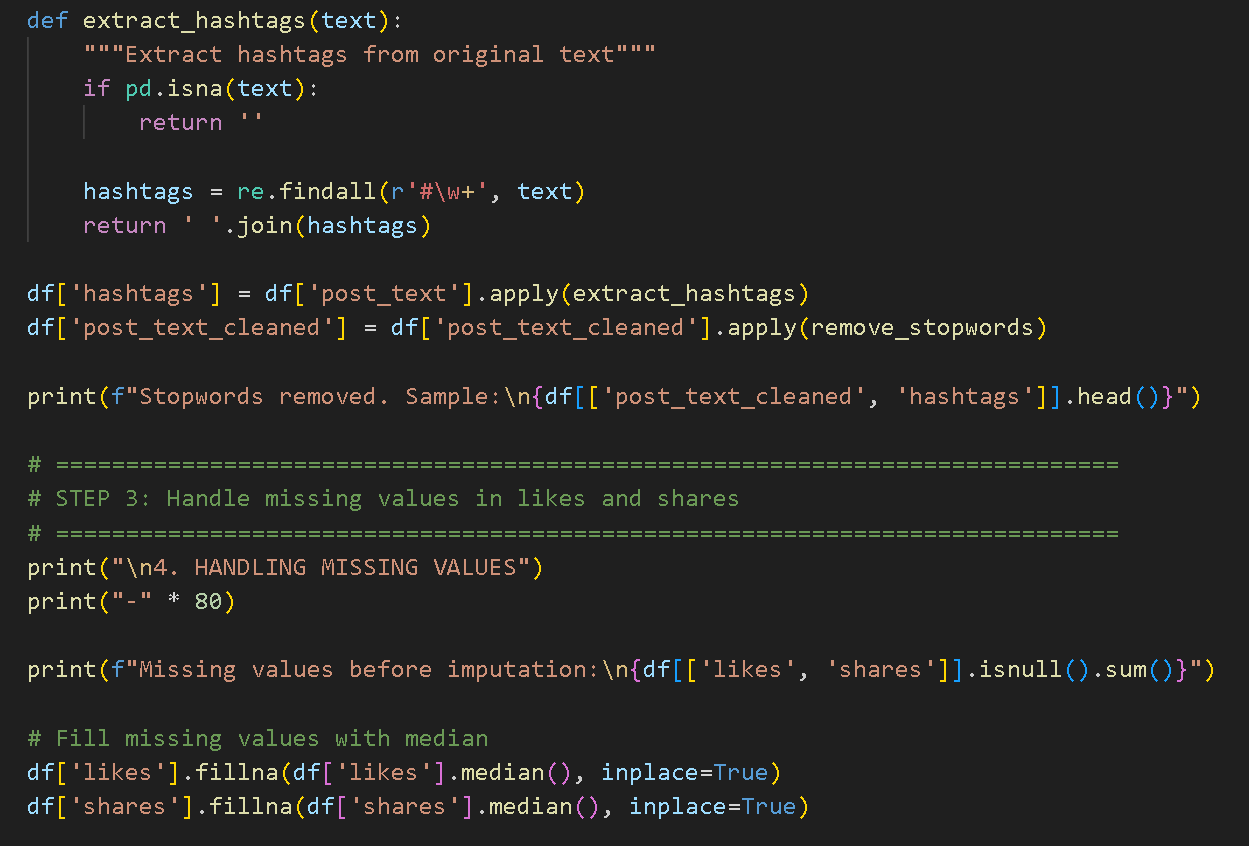 def extract_hashtags(text):
    """Extract hashtags from original text"""
    if pd.isna(text):
        return ''

    hashtags = re.findall(r'#\w+', text)
    return ' '.join(hashtags)

df['hashtags'] = df['post_text'].apply(extract_hashtags)
df['post_text_cleaned'] = df['post_text_cleaned'].apply(remove_stopwords)

print(f"Stopwords removed. Sample:\n{df[['post_text_cleaned', 'hashtags']].head()}")

# =============================================================================
# STEP 3: Handle missing values in likes and shares
# =============================================================================
print("\n4. HANDLING MISSING VALUES")
print("-" * 80)

print(f"Missing values before imputation:\n{df[['likes', 'shares']].isnull().sum()}")

# Fill missing values with median
df['likes'].fillna(df['likes'].median(), inplace=True)
df['shares'].fillna(df['shares'].median(), inplace=True)